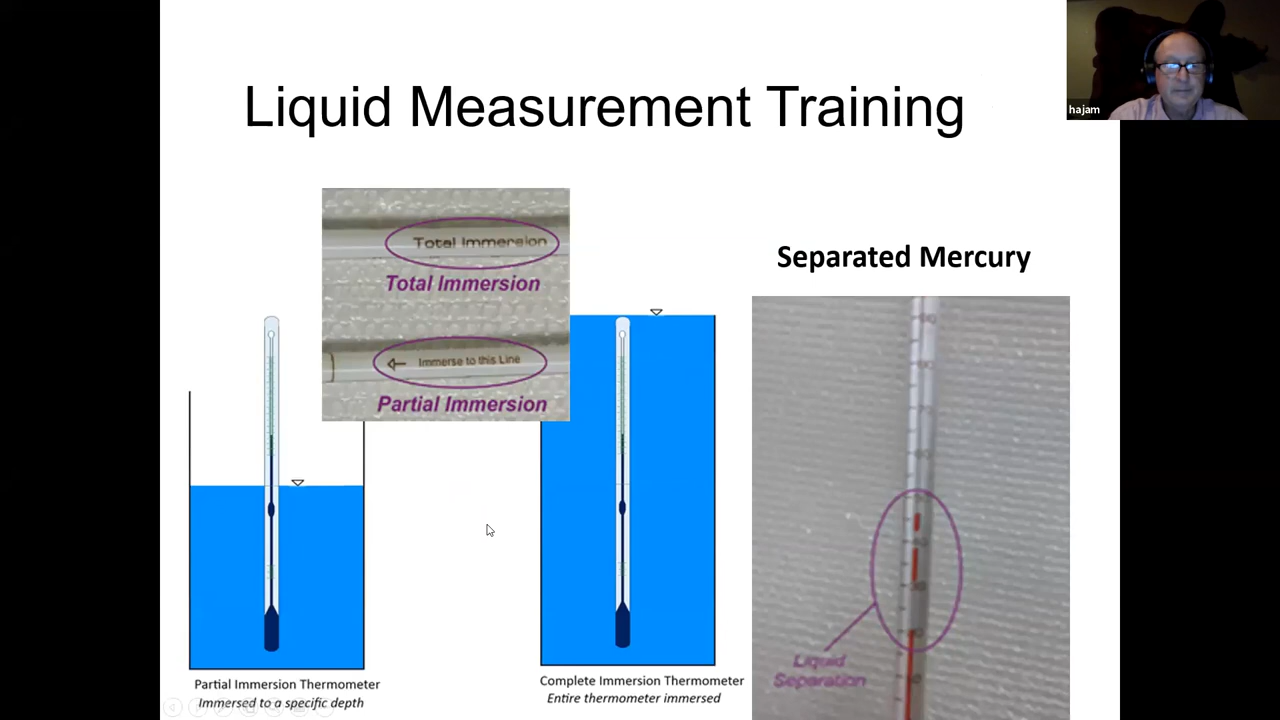 Liquid Measurement Training
hajam
Total Immersion
Total Immersion
Immerse to this Line
Partial Immersion
Separated Mercury
Liquid
Separation
Partial Immersion Thermometer
Immersed to a specific depth
Complete Immersion Thermometer
Entire thermometer immersed